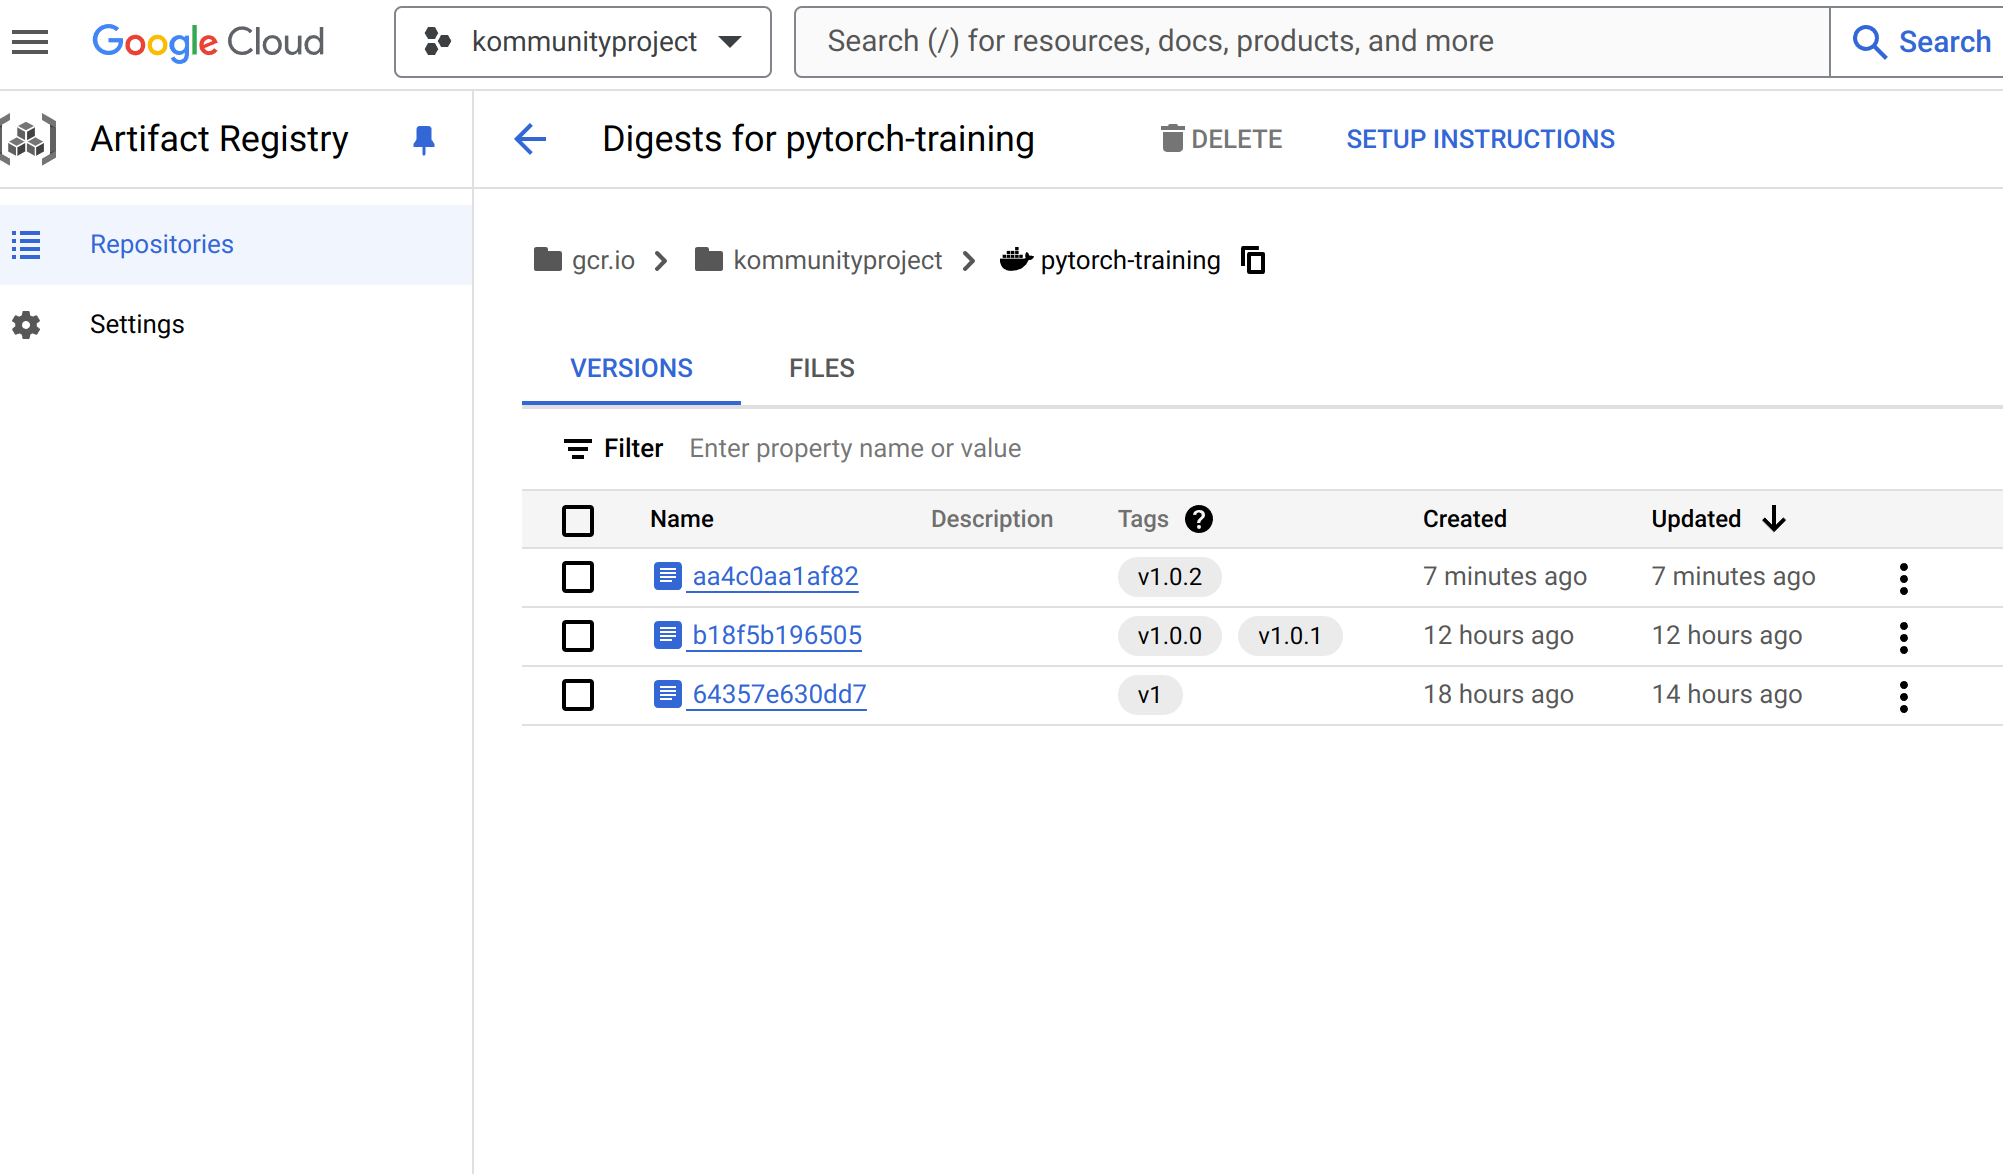 Google Cloud
kommunityproject
Search (/) for resources, docs, products, and more
Search
Artifact Registry
Digests for pytorch-training
DELETE
SETUP INSTRUCTIONS
Repositories
Settings
gcr.io
kommunityproject
pytorch-training
VERSIONS
FILES
Filter Enter property name or value
Name Description Tags ? Created Updated
aa4c0aa1af82 v1.0.2 7 minutes ago 7 minutes ago
b18f5b196505 v1.0.0 v1.0.1 12 hours ago 12 hours ago
64357e630dd7 v1 18 hours ago 14 hours ago